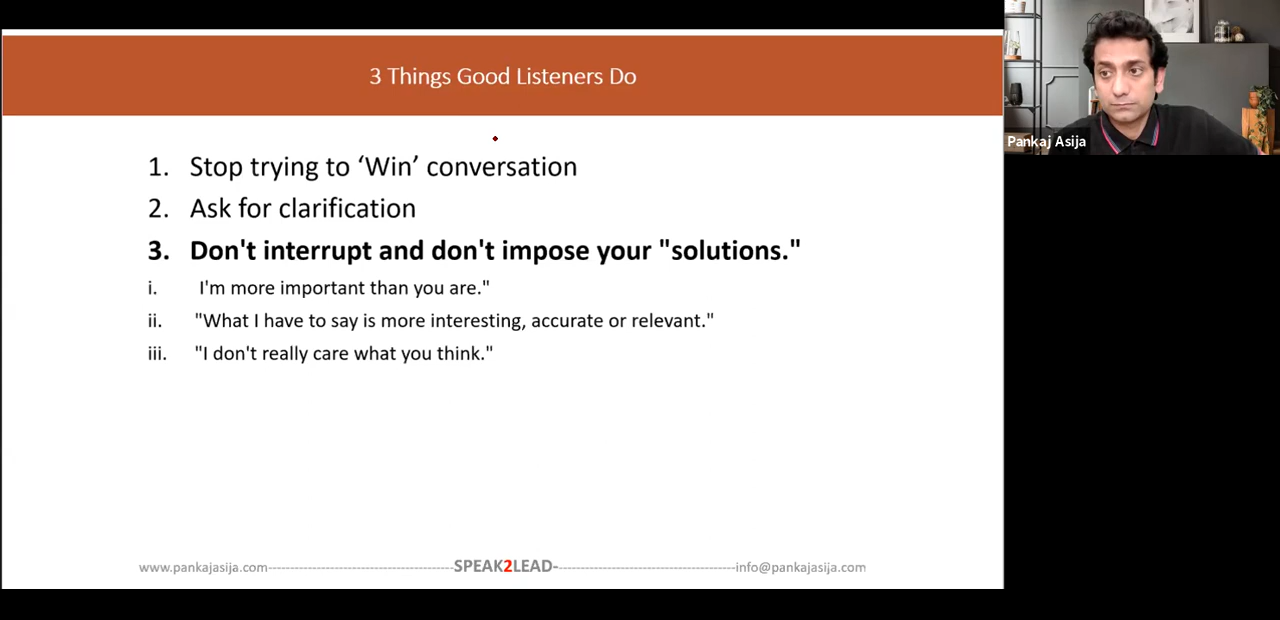 3 Things Good Listeners Do
1. Stop trying to ‘Win’ conversation
2. Ask for clarification
3. Don't interrupt and don't impose your "solutions."
i. I'm more important than you are."
ii. "What I have to say is more interesting, accurate or relevant."
iii. "I don't really care what you think."
www.pankajasija.com------------------------------------------SPEAK2LEAD-----------------------------------------info@pankajasija.com
Pankaj Asija